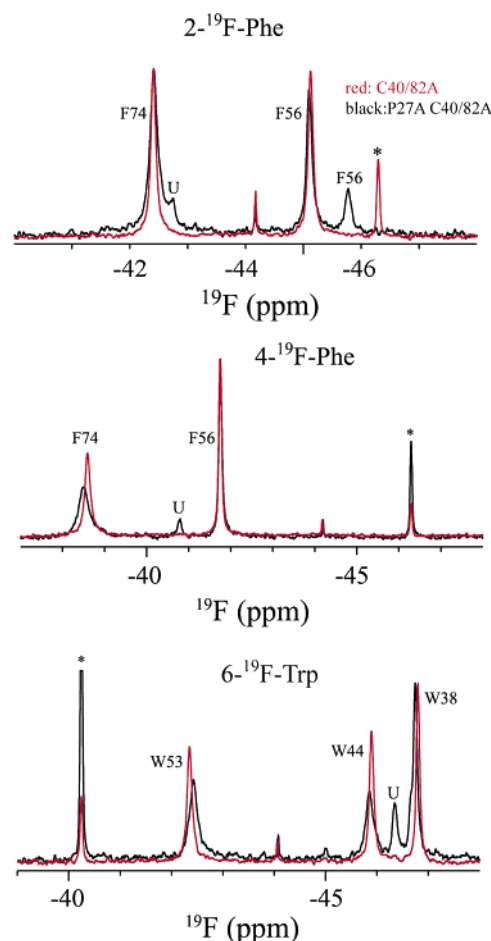 2-¹⁹F-Phe
red: C40/82A
black:P27A C40/82A
F74
F56
*
U
F56
-42
-44
-46
¹⁹F (ppm)
4-¹⁹F-Phe
F74
F56
*
U
-40
-45
¹⁹F (ppm)
*
6-¹⁹F-Trp
W38
W53
W44
U
-40
-45
¹⁹F (ppm)